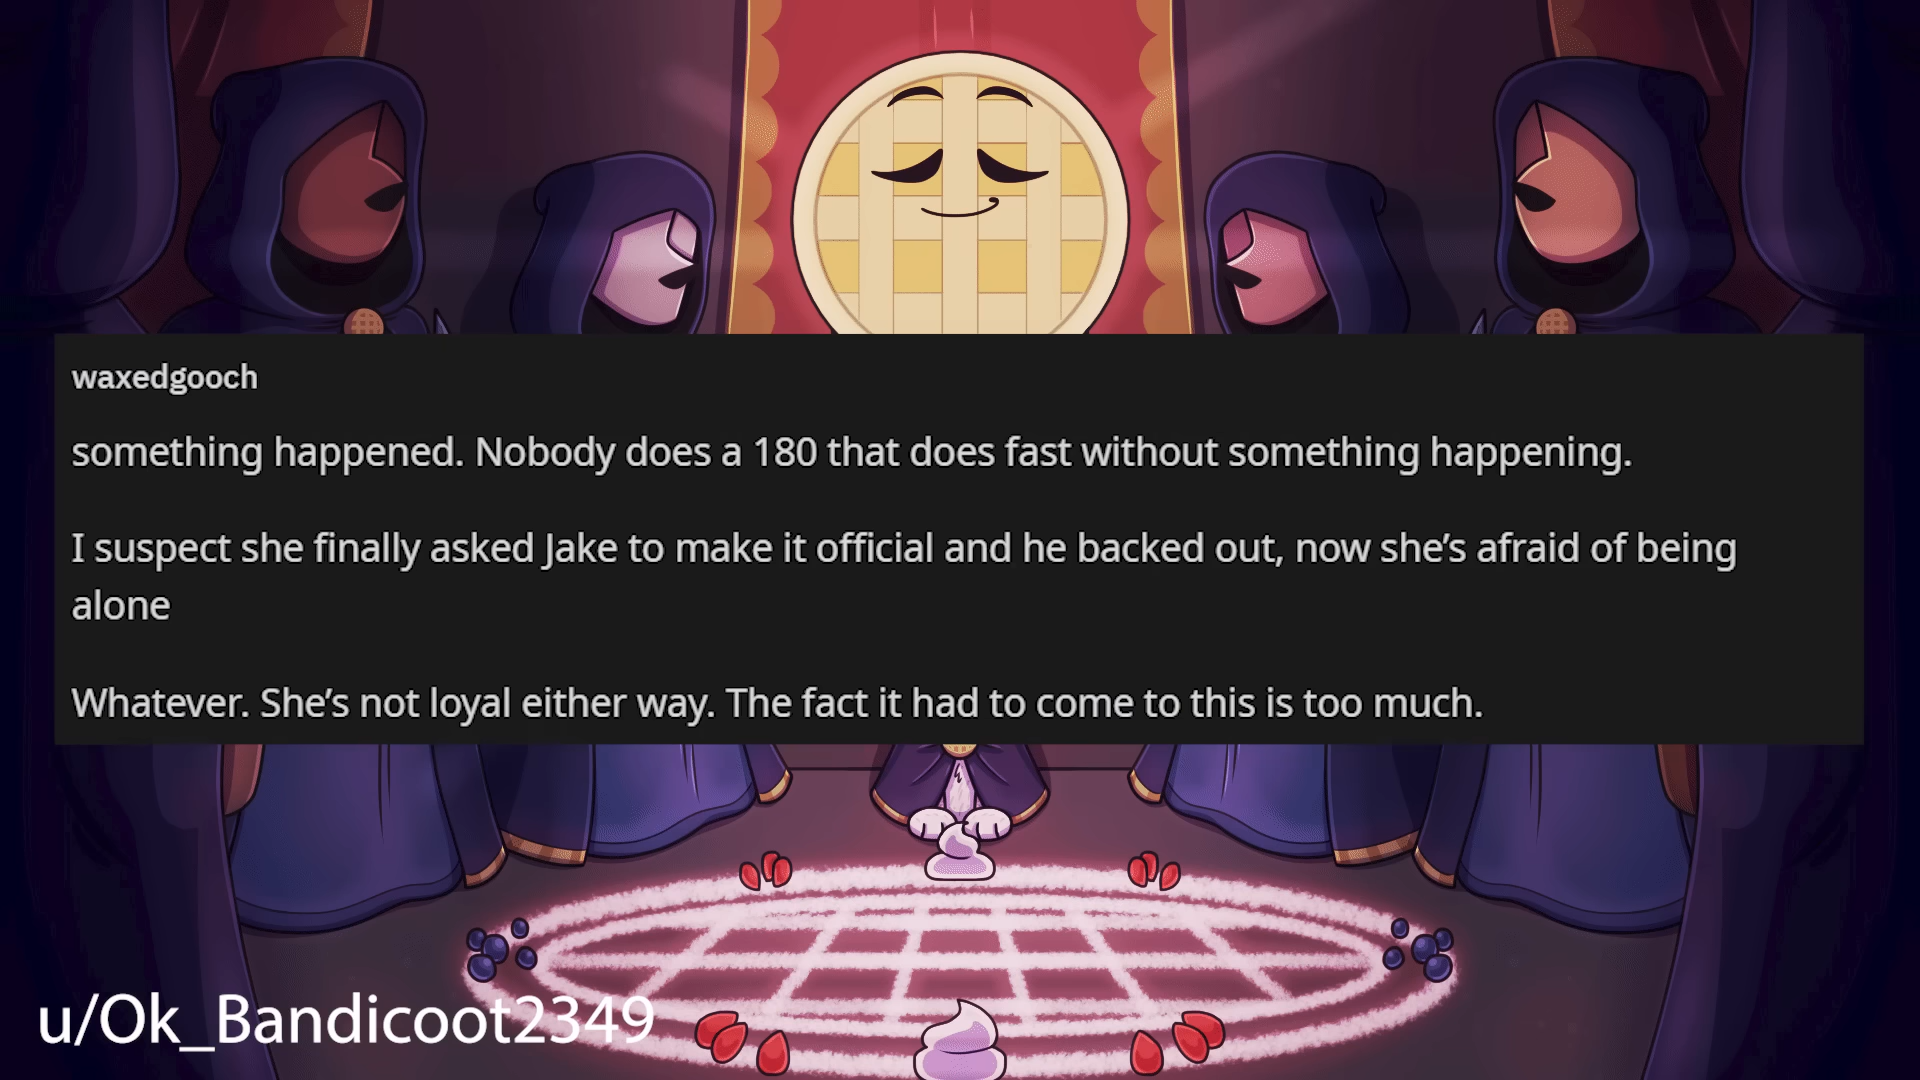 waxedgooch
something happened. Nobody does a 180 that does fast without something happening.
I suspect she finally asked Jake to make it official and he backed out, now she’s afraid of being
alone
Whatever. She’s not loyal either way. The fact it had to come to this is too much.
u/Ok_Bandicoot2349